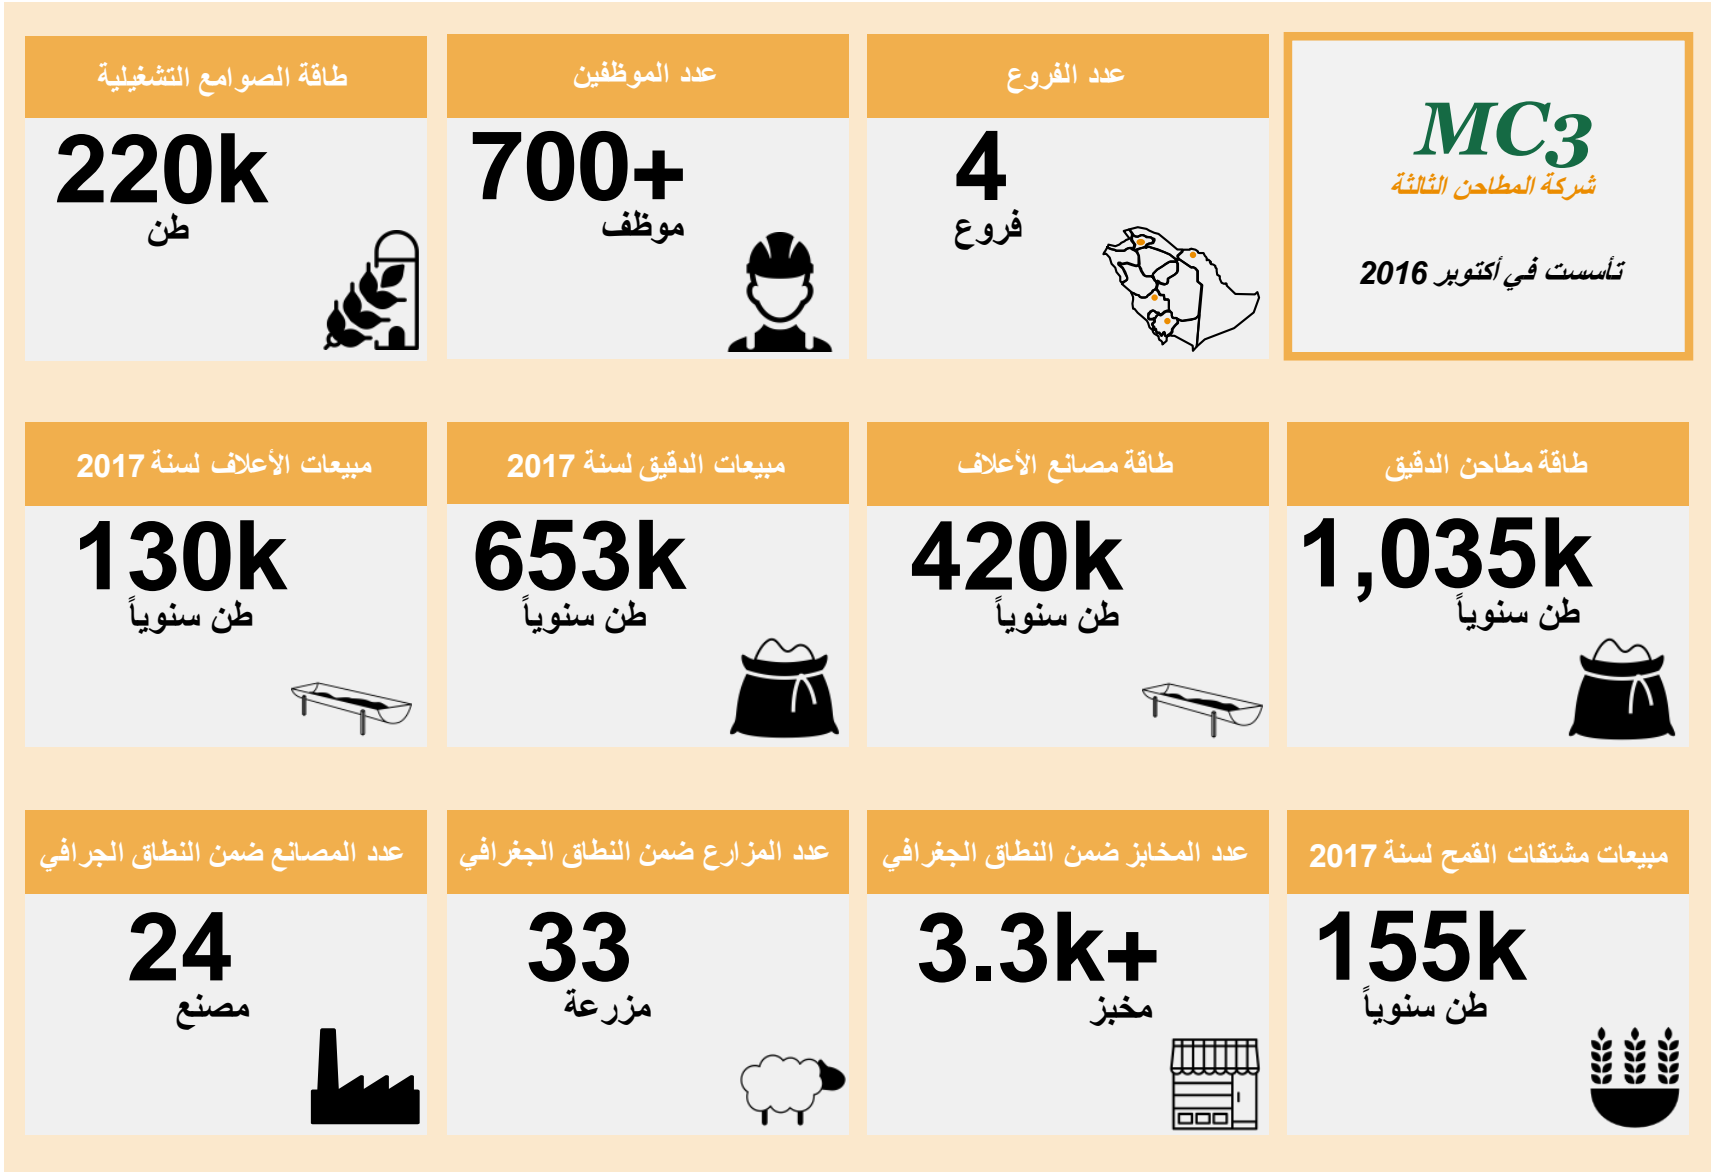 MC3
شركة المطاحن الثالثة
تأسست في أكتوبر 2016
عدد الفروع
4
فروع
عدد الموظفين
700+
موظف
طاقة الصوامع التشغيلية
220k
طن
طاقة مطاحن الدقيق
1,035k
طن سنوياً
طاقة مصانع الأعلاف
420k
طن سنوياً
مبيعات الدقيق لسنة 2017
653k
طن سنوياً
مبيعات الأعلاف لسنة 2017
130k
طن سنوياً
مبيعات مشتقات القمح لسنة 2017
155k
طن سنوياً
عدد المخابز ضمن النطاق الجغرافي
3.3k+
مخبز
عدد المزارع ضمن النطاق الجغرافي
33
مزرعة
عدد المصانع ضمن النطاق الجرافي
24
مصنع